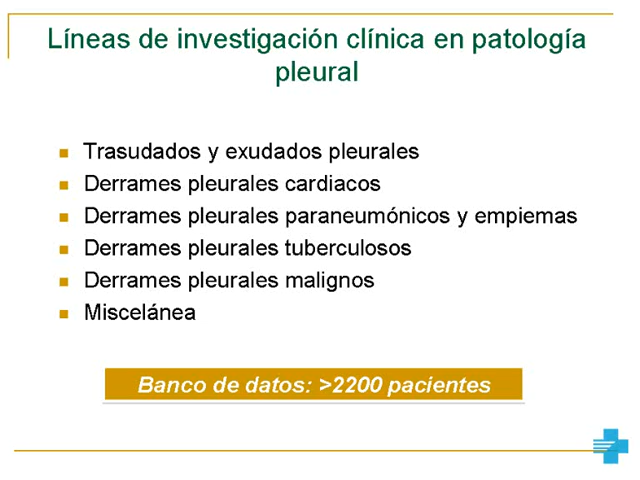 Líneas de investigación clínica en patología
pleural
Trasudados y exudados pleurales
Derrames pleurales cardiacos
Derrames pleurales paraneumónicos y empiemas
Derrames pleurales tuberculosos
Derrames pleurales malignos
Miscelánea
Banco de datos: >2200 pacientes